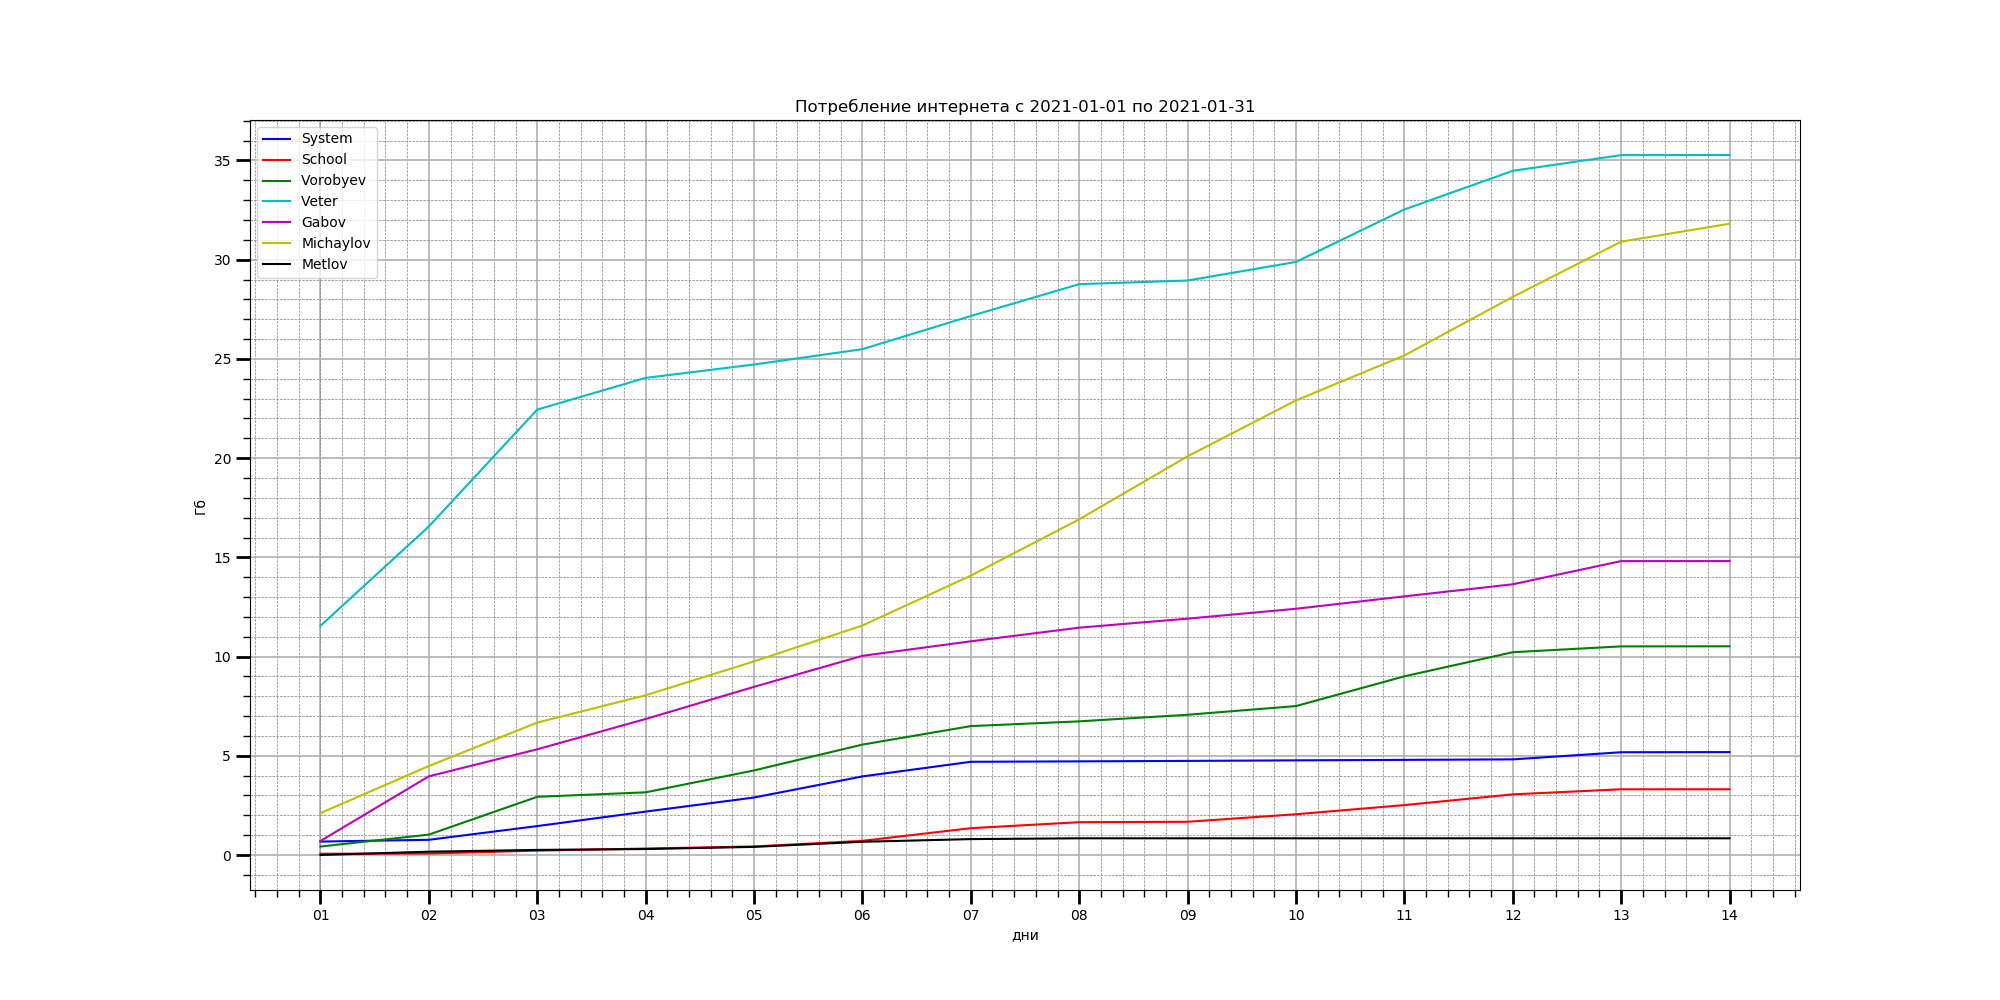 Потребление интернета с 2021-01-01 по 2021-01-31
System
School
Vorobyev
Veter
Gabov
Michaylov
Metlov
35
30
25
20
15
10
5
0
Гб
01 02 03 04 05 06 07 08 09 10 11 12 13 14
дни